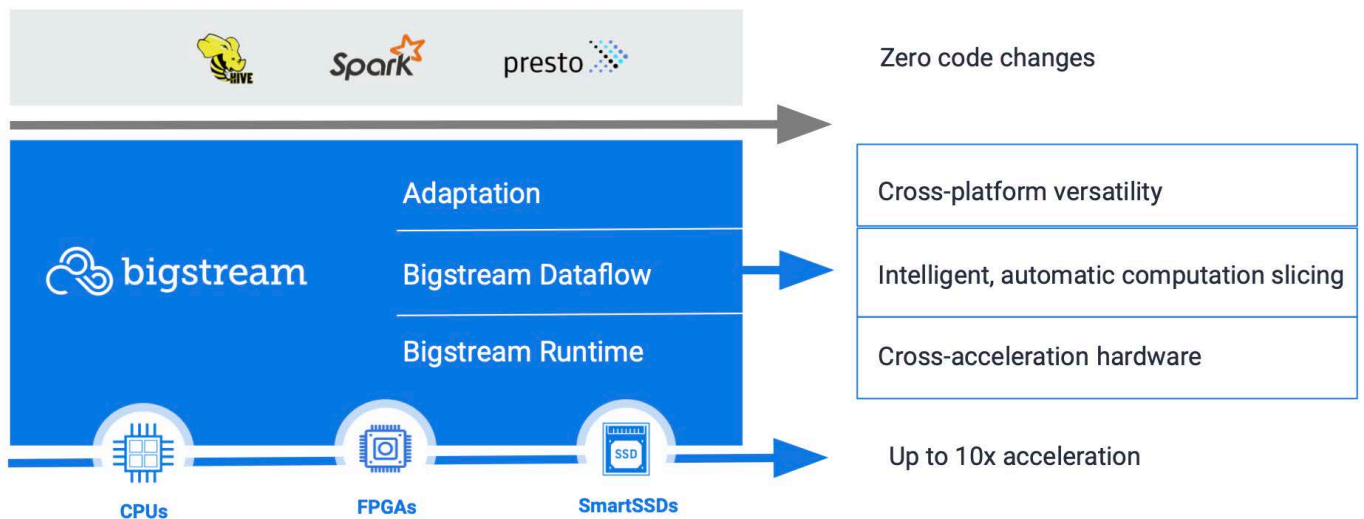 HIVE
Spark
presto
Zero code changes
bigstream
Adaptation
Bigstream Dataflow
Bigstream Runtime
Cross-platform versatility
Intelligent, automatic computation slicing
Cross-acceleration hardware
SSD
CPUs
FPGAs
SmartSSDs
Up to 10x acceleration